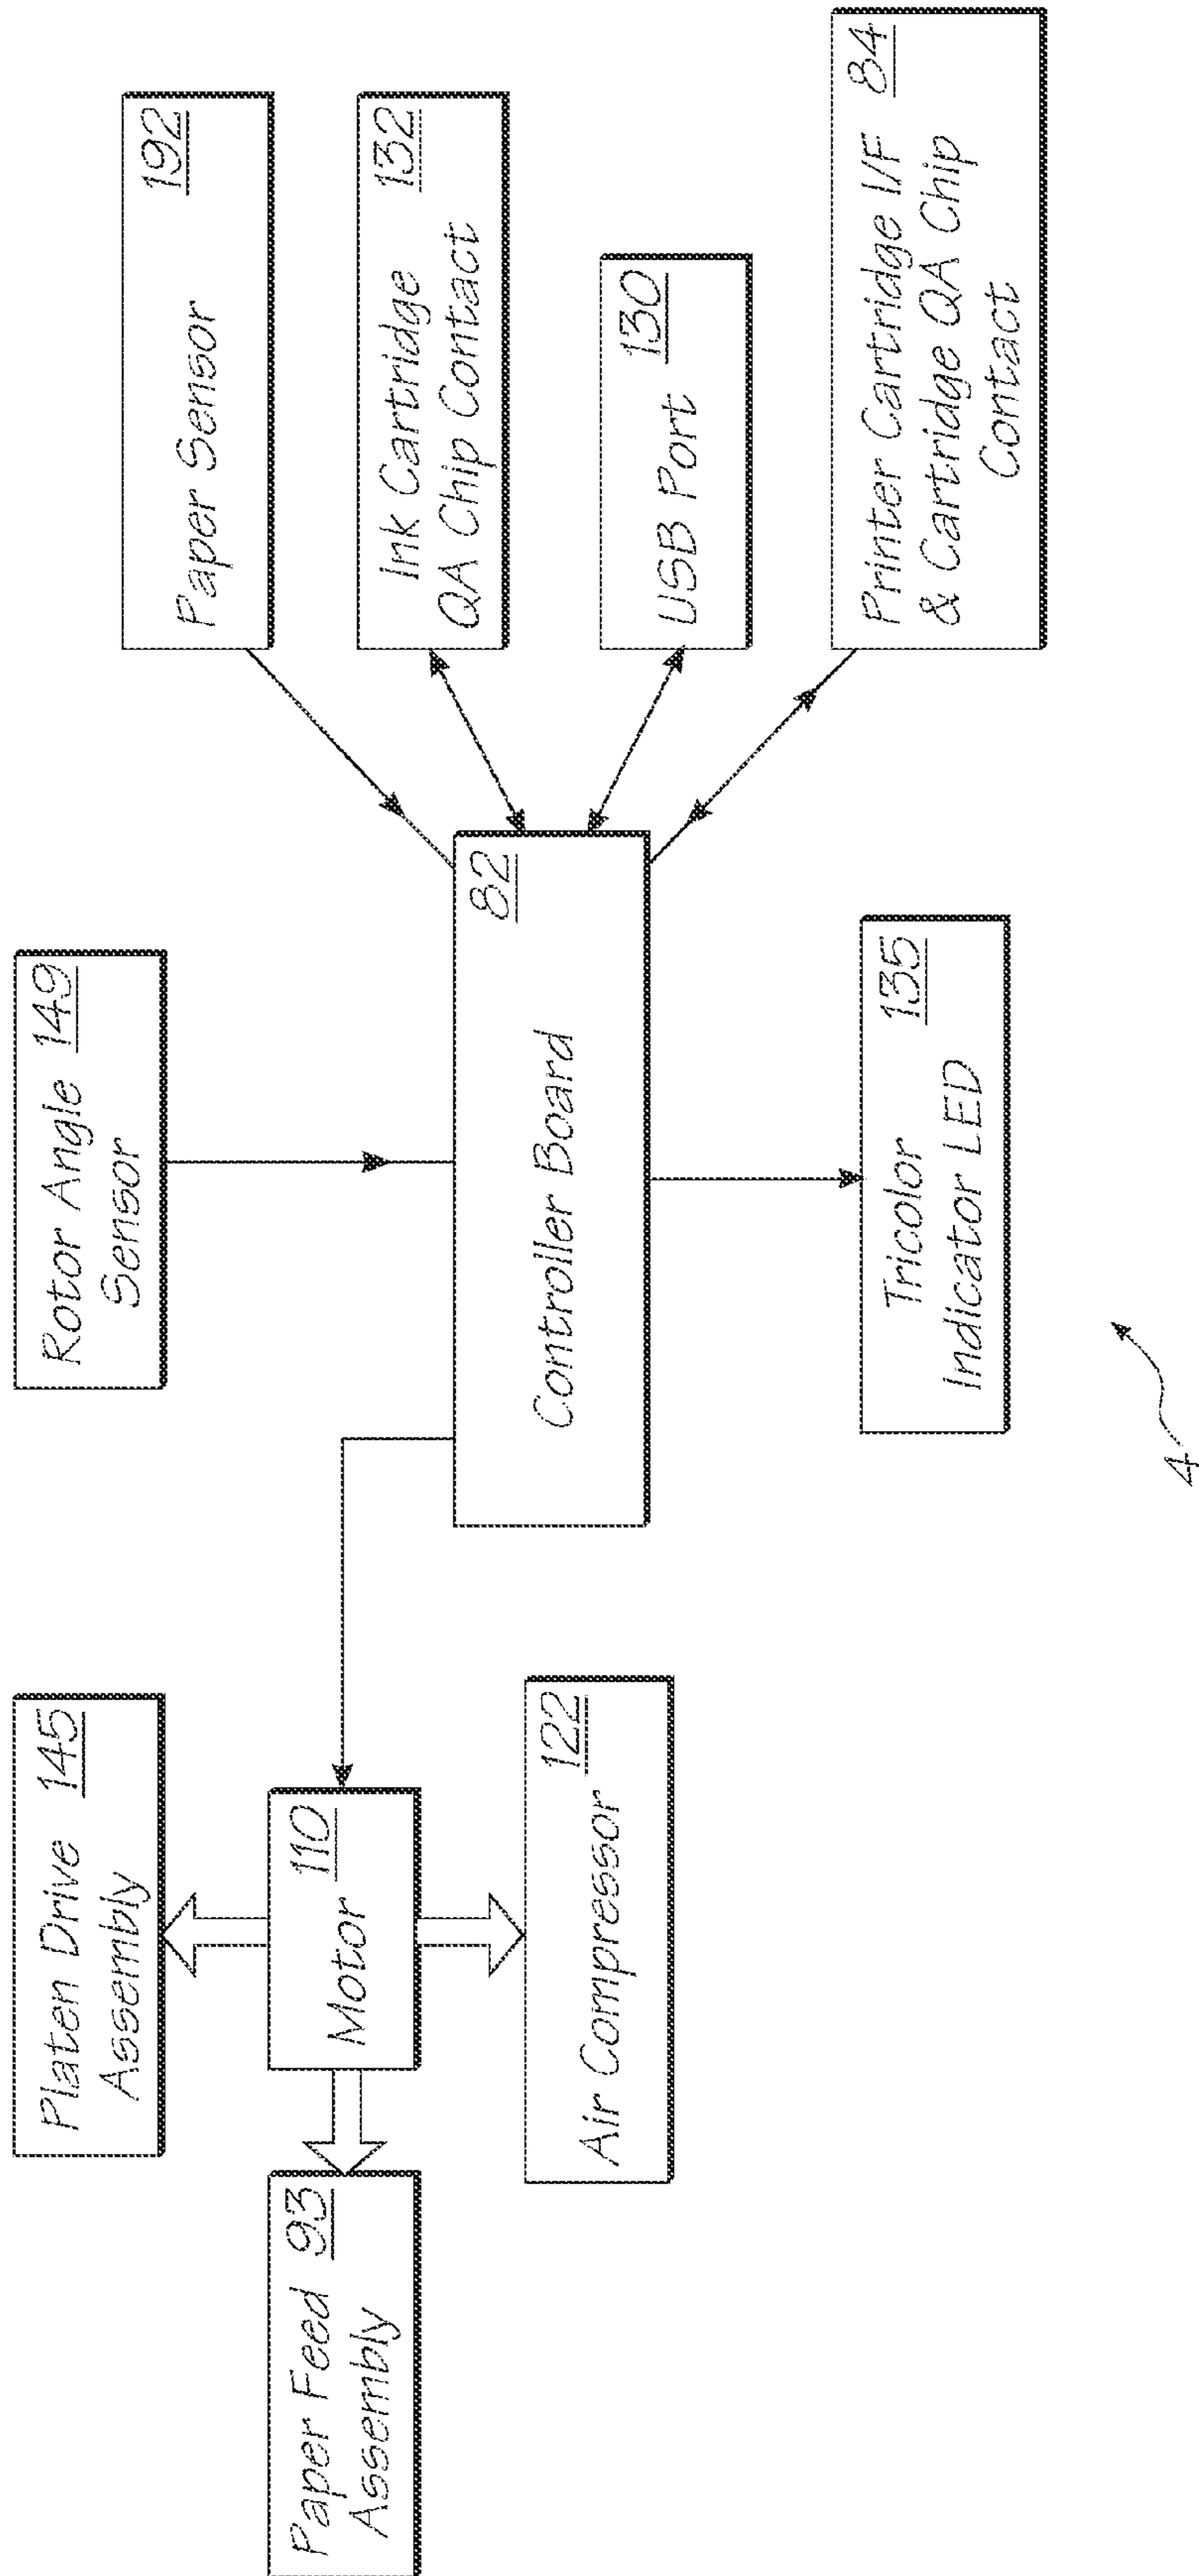 Platen Drive 145
Assembly
Rotor Angle 149
Sensor
Paper Sensor
192
Paper Feed 93
Assembly
Motor
110
Ink Cartridge 132
QA Chip Contact
Air Compressor 122
Controller Board
82
USB Port 130
Tricolor
135
Indicator LED
Printer Cartridge I/F 84
& Cartridge QA Chip
Contact
4